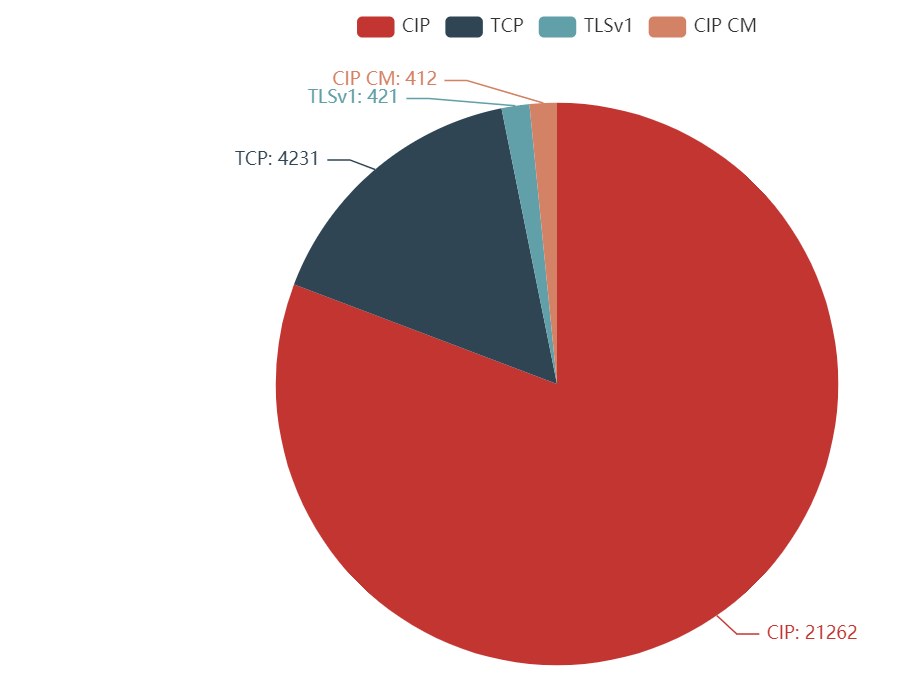 CIP TCP TLSv1 CIP CM
CIP CM: 412
TLSv1: 421
TCP: 4231
CIP: 21262